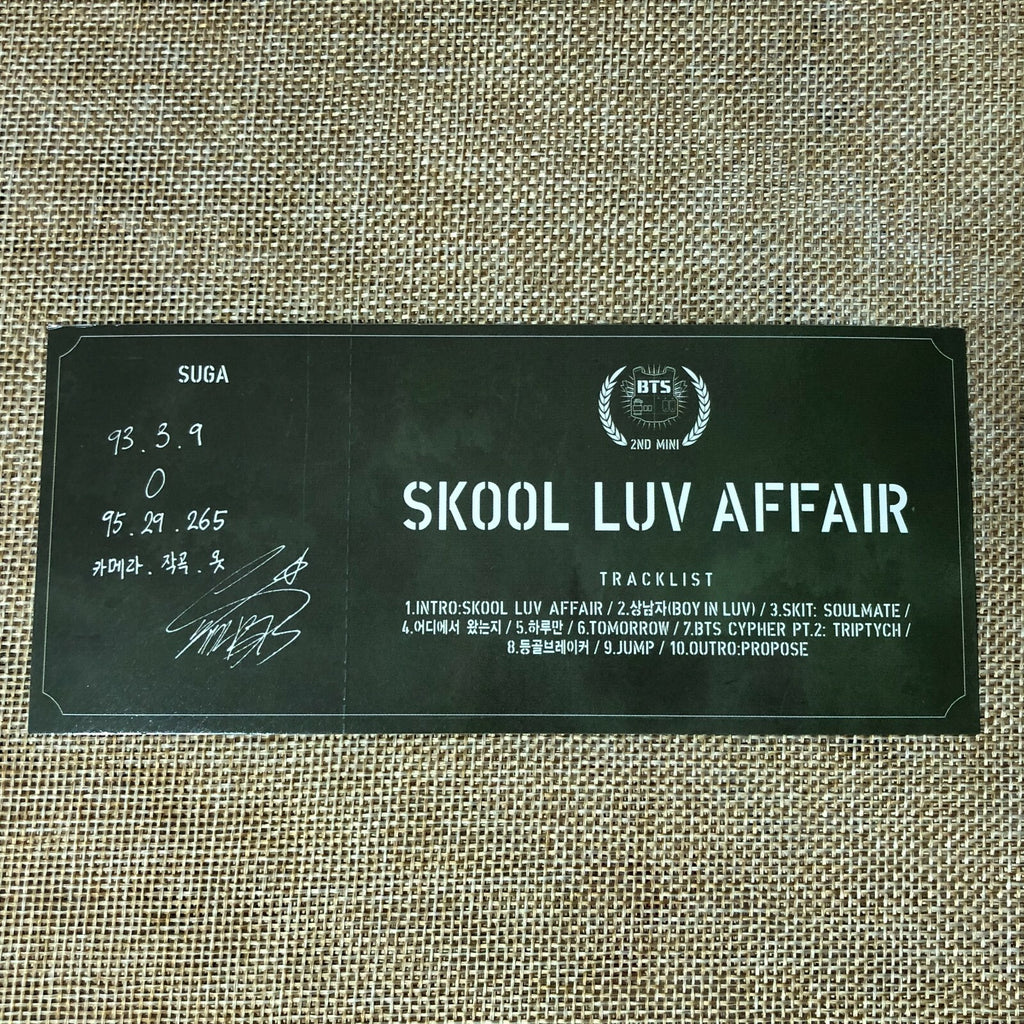 SUGA
93.3.9
O
95.29.265
카메라.작곡.옷
BTS
2ND MINI
SKOOL LUV AFFAIR
TRACKLIST
1.INTRO:SKOOL LUV AFFAIR / 2.상남자(BOY IN LUV) / 3.SKIT: SOULMATE /
4.어디에서 왔는지 / 5.하루만 / 6.TOMORROW / 7.BTS CYPHER PT.2: TRIPTYCH /
8.등골브레이커 / 9.JUMP / 10.OUTRO:PROPOSE